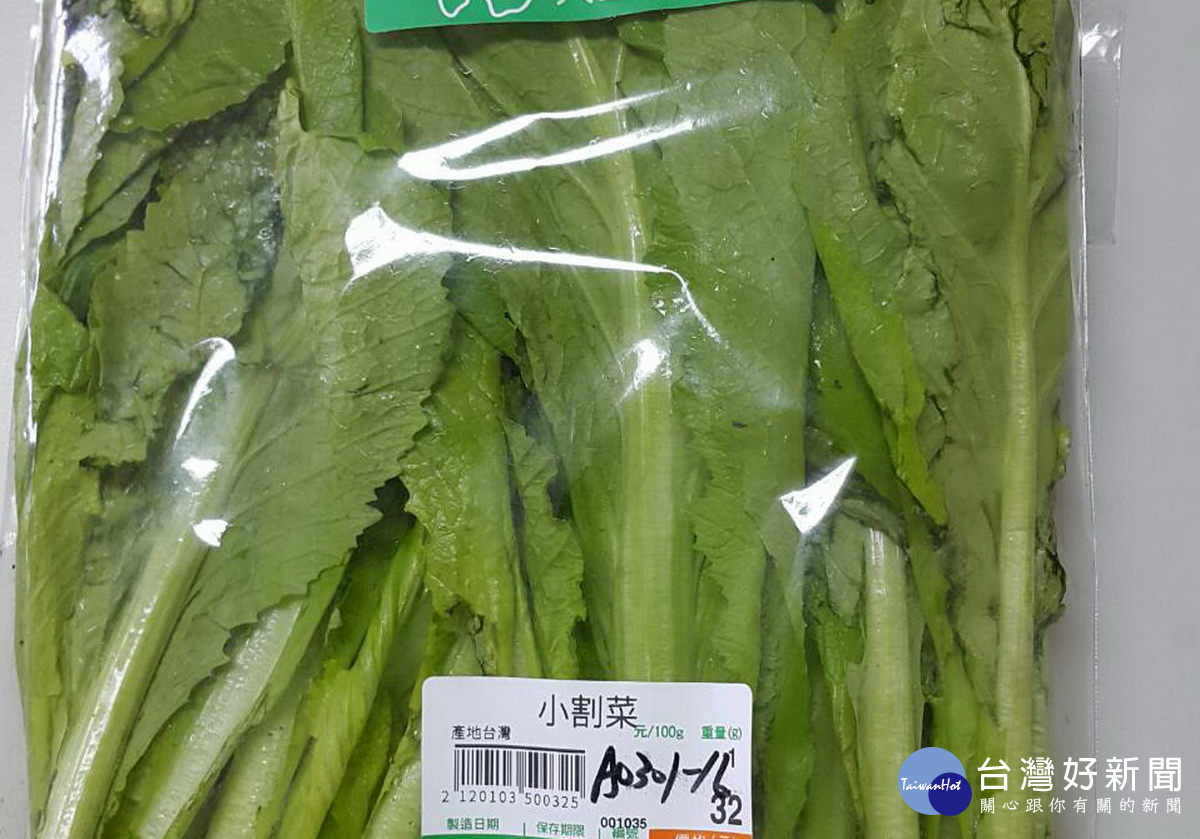 小割菜
產地台灣 元/100g 重量(g)
A0301-16 1
2 120103 500325
32
001035
製造日期 保存期限 編號
TaiwanHot 台灣好新聞
關心跟你有關的新聞